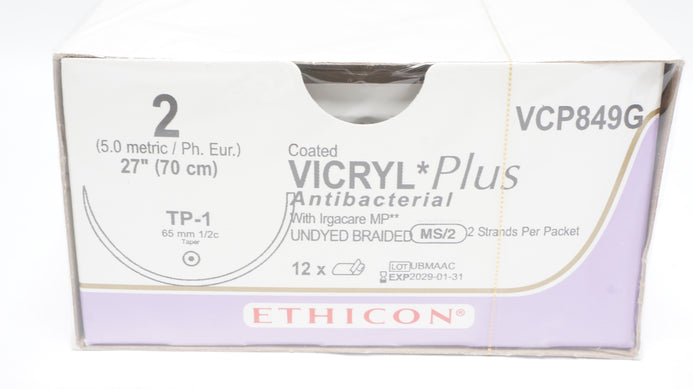 2
(5.0 metric / Ph. Eur.)
27" (70 cm)
TP-1
65 mm 1/2c
Taper
VCP849G
Coated
VICRYL* Plus
Antibacterial
With Irgacare MP**
UNDYED BRAIDED MS/2 2 Strands Per Packet
12 x
LOT UBMAAC
EXP 2029-01-31
ETHICON®